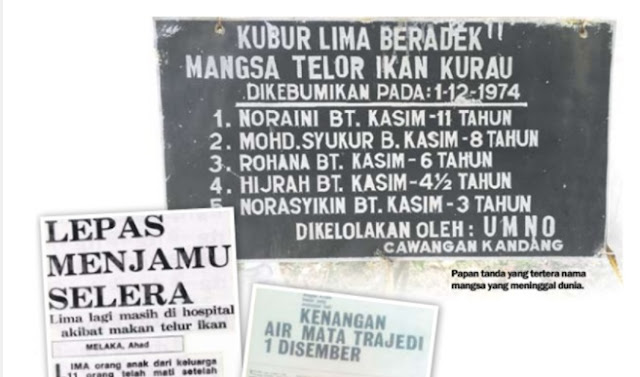 KUBUR LIMA BERADEK"
MANGSA TELOR IKAN KURAU
DIKEBUMIKAN PADA: 1-12-1974
1. NORAINI BT. KASIM-11 TAHUN
2. MOHD.SYUKUR B. KASIM-8 TAHUN
3. ROHANA BT. KASIM-6 TAHUN
4. HIJRAH BT. KASIM-4½ TAHUN
5. NORASYIKIN BT. KASIM-3 TAHUN
DIKELOLAKAN OLEH: UMNO
CAWANGAN KANDANG
Papan tanda yang tertera nama
mangsa yang meninggal dunia.
LEPAS
MENJAMU
SELERA
Lima lagi masih di hospital
akibat makan telur ikan
MELAKA, Ahad
LIMA orang anak dari keluarga
11 orang telah mati setelah
KENANGAN
AIR MATA TRAJEDI
1 DISEMBER